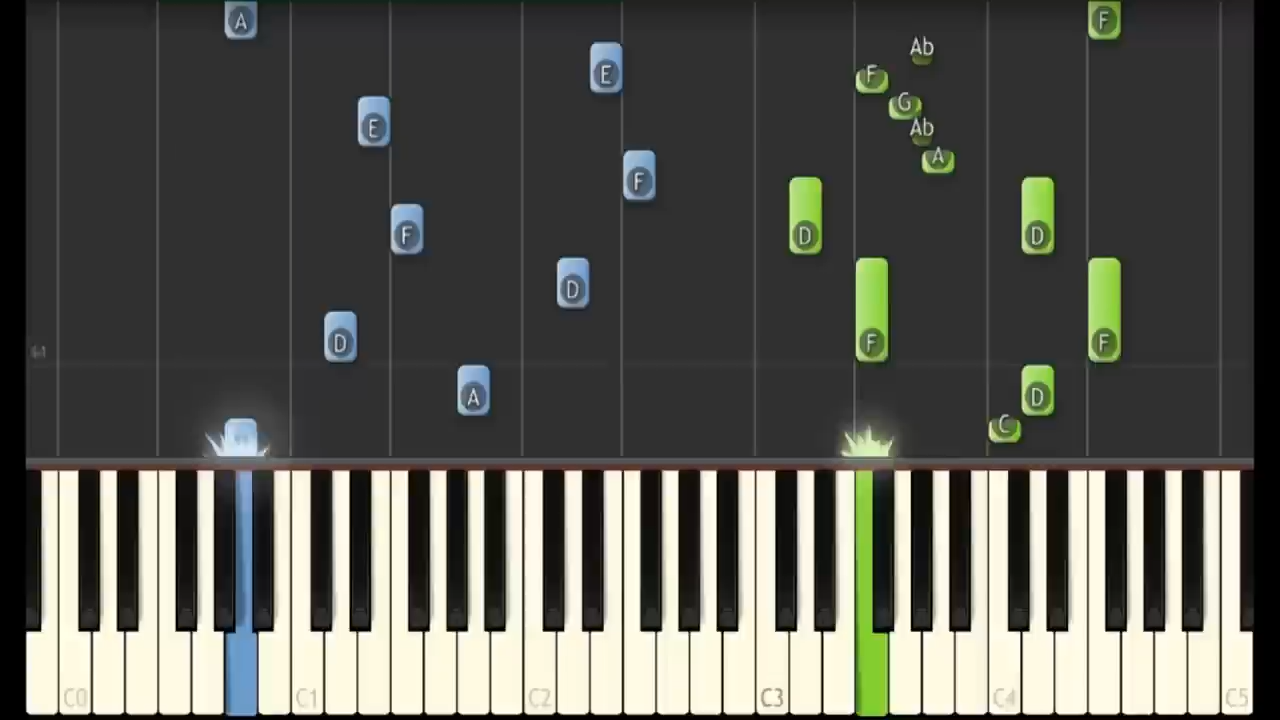 A F
Ab
E F
G
E Ab
A
F
F D D
D
D F F
A D
C
C0 C1 C2 C3 C4 C5